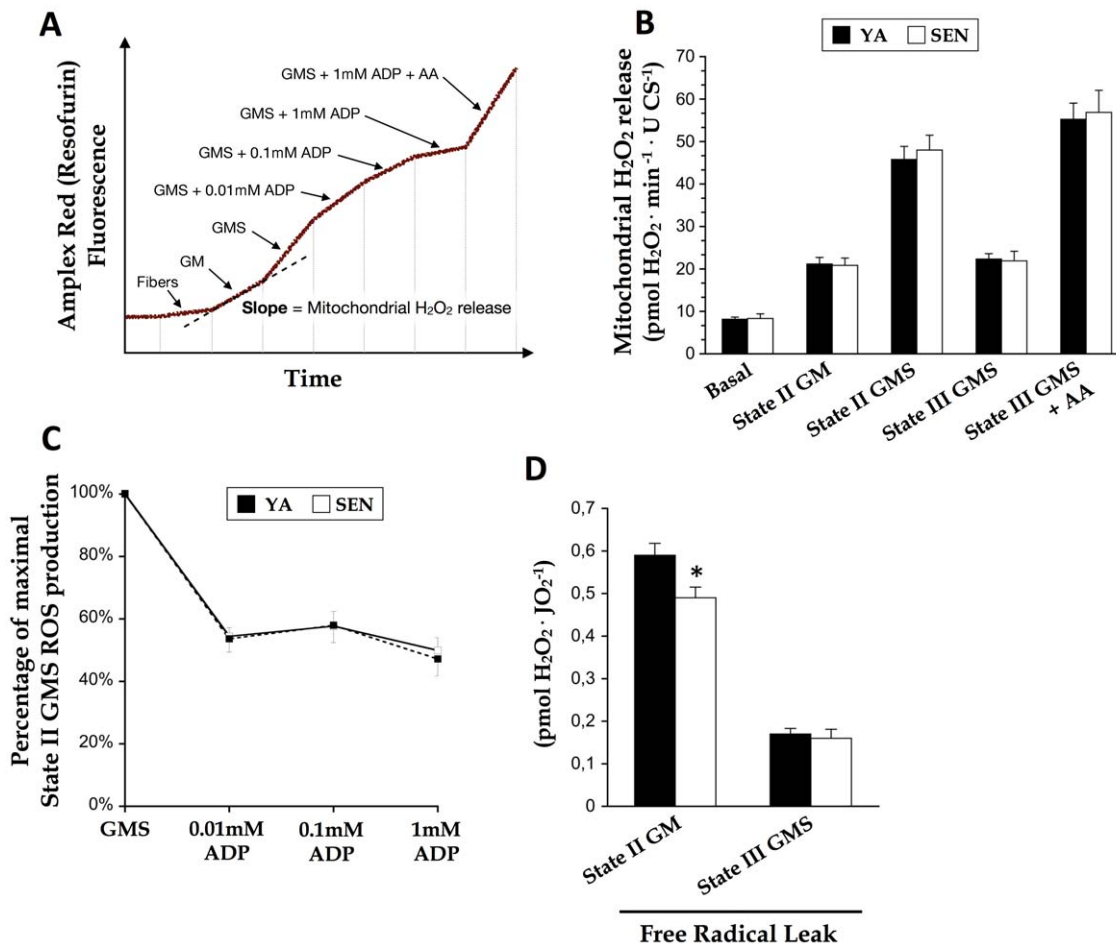 A
Amplex Red (Resofurin)
Fluorescence
GMS + 1mM ADP + AA
GMS + 1mM ADP
GMS + 0.1mM ADP
GMS + 0.01mM ADP
GMS
GM
Fibers
Slope = Mitochondrial H₂O₂ release
Time
B
YA SEN
Mitochondrial H₂O₂ release
(pmol H₂O₂ · min⁻¹ · U CS⁻¹)
70
60
50
40
30
20
10
0
Basal
State II GM
State II GMS
State III GMS
State III GMS
+ AA
C
YA SEN
Percentage of maximal
State II GMS ROS production
100%
80%
60%
40%
20%
0%
GMS
0.01mM
ADP
0.1mM
ADP
1mM
ADP
D
(pmol H₂O₂ · JO₂⁻¹)
0,7
0,6
0,5
0,4
0,3
0,2
0,1
0
*
State II GM
State III GMS
Free Radical Leak